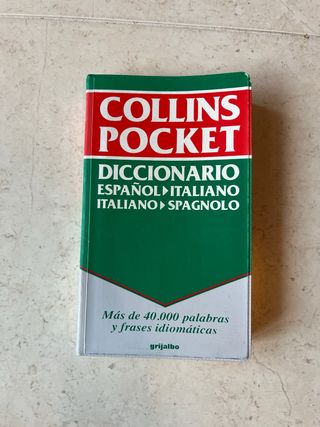 COLLINS
POCKET
DICCIONARIO
ESPAÑOL▸ITALIANO
ITALIANO▸SPAGNOLO
Más de 40.000 palabras
y frases idiomáticas
grijalbo